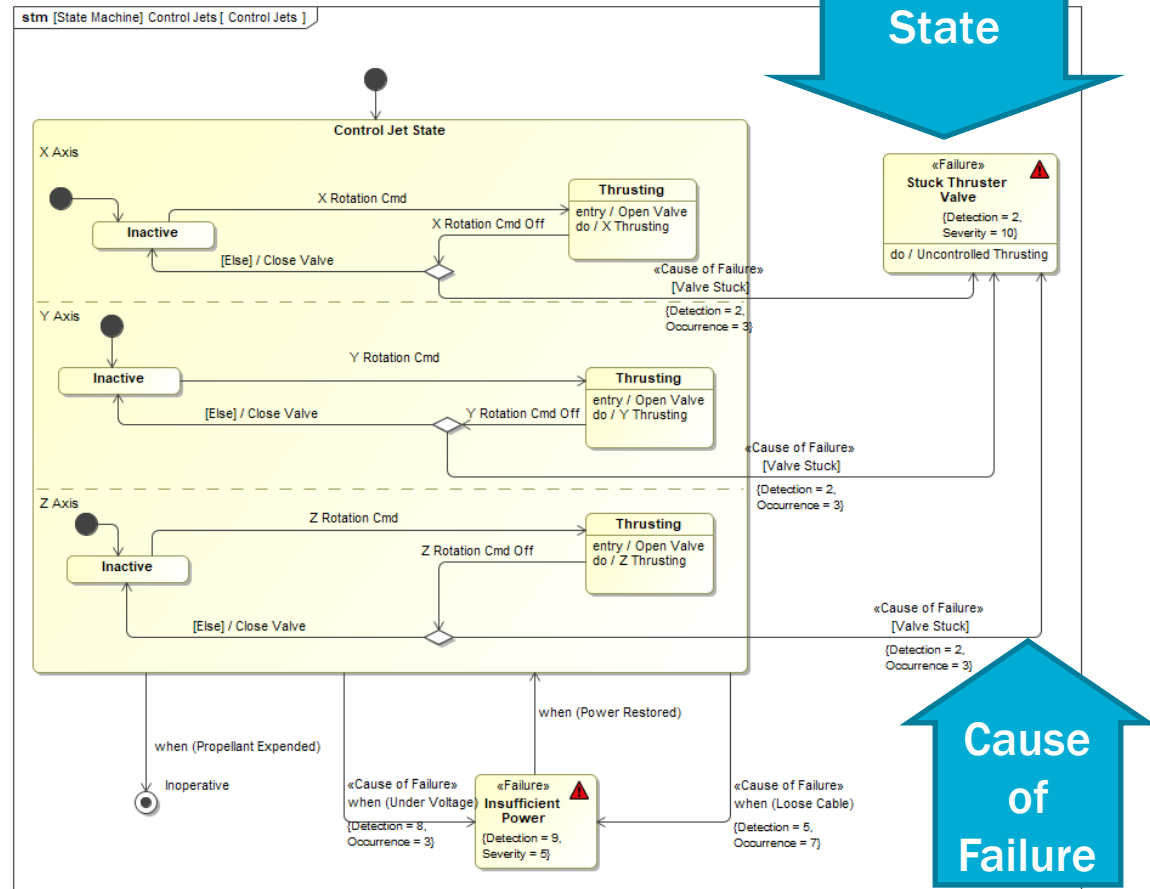 stm [State Machine] Control Jets [ Control Jets ]
State
Control Jet State
X Axis
Inactive
X Rotation Cmd
Thrusting
entry / Open Valve
do / X Thrusting
X Rotation Cmd Off
[Else] / Close Valve
«Cause of Failure»
[Valve Stuck]
{Detection = 2,
Occurrence = 3}
«Failure»
Stuck Thruster
Valve
{Detection = 2,
Severity = 10}
do / Uncontrolled Thrusting
Y Axis
Inactive
Y Rotation Cmd
Thrusting
entry / Open Valve
do / Y Thrusting
Y Rotation Cmd Off
[Else] / Close Valve
«Cause of Failure»
[Valve Stuck]
{Detection = 2,
Occurrence = 3}
Z Axis
Inactive
Z Rotation Cmd
Thrusting
entry / Open Valve
do / Z Thrusting
Z Rotation Cmd Off
[Else] / Close Valve
«Cause of Failure»
[Valve Stuck]
{Detection = 2,
Occurrence = 3}
when (Propellant Expended)
Inoperative
«Cause of Failure»
when (Under Voltage)
{Detection = 8,
Occurrence = 3}
when (Power Restored)
«Failure»
Insufficient
Power
{Detection = 9,
Severity = 5}
«Cause of Failure»
when (Loose Cable)
{Detection = 5,
Occurrence = 7}
Cause
of
Failure